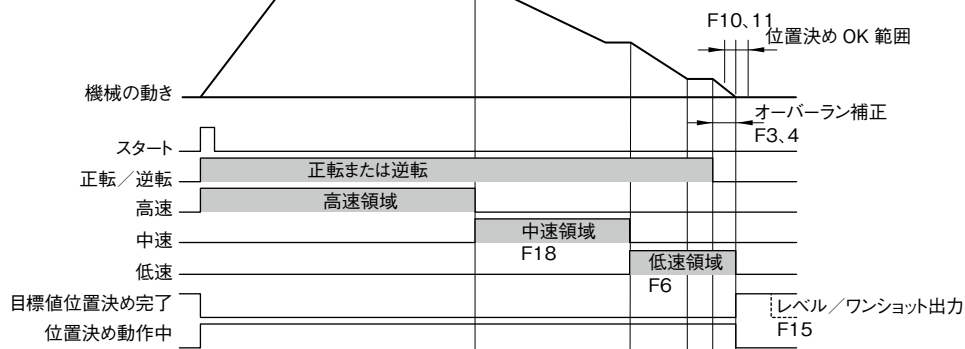 F10、11
位置決め OK 範囲
機械の動き
オーバーラン補正
F3、4
スタート
正転／逆転
正転または逆転
高速
高速領域
中速
中速領域
F18
低速
低速領域
F6
目標値位置決め完了
レベル／ワンショット出力
F15
位置決め動作中